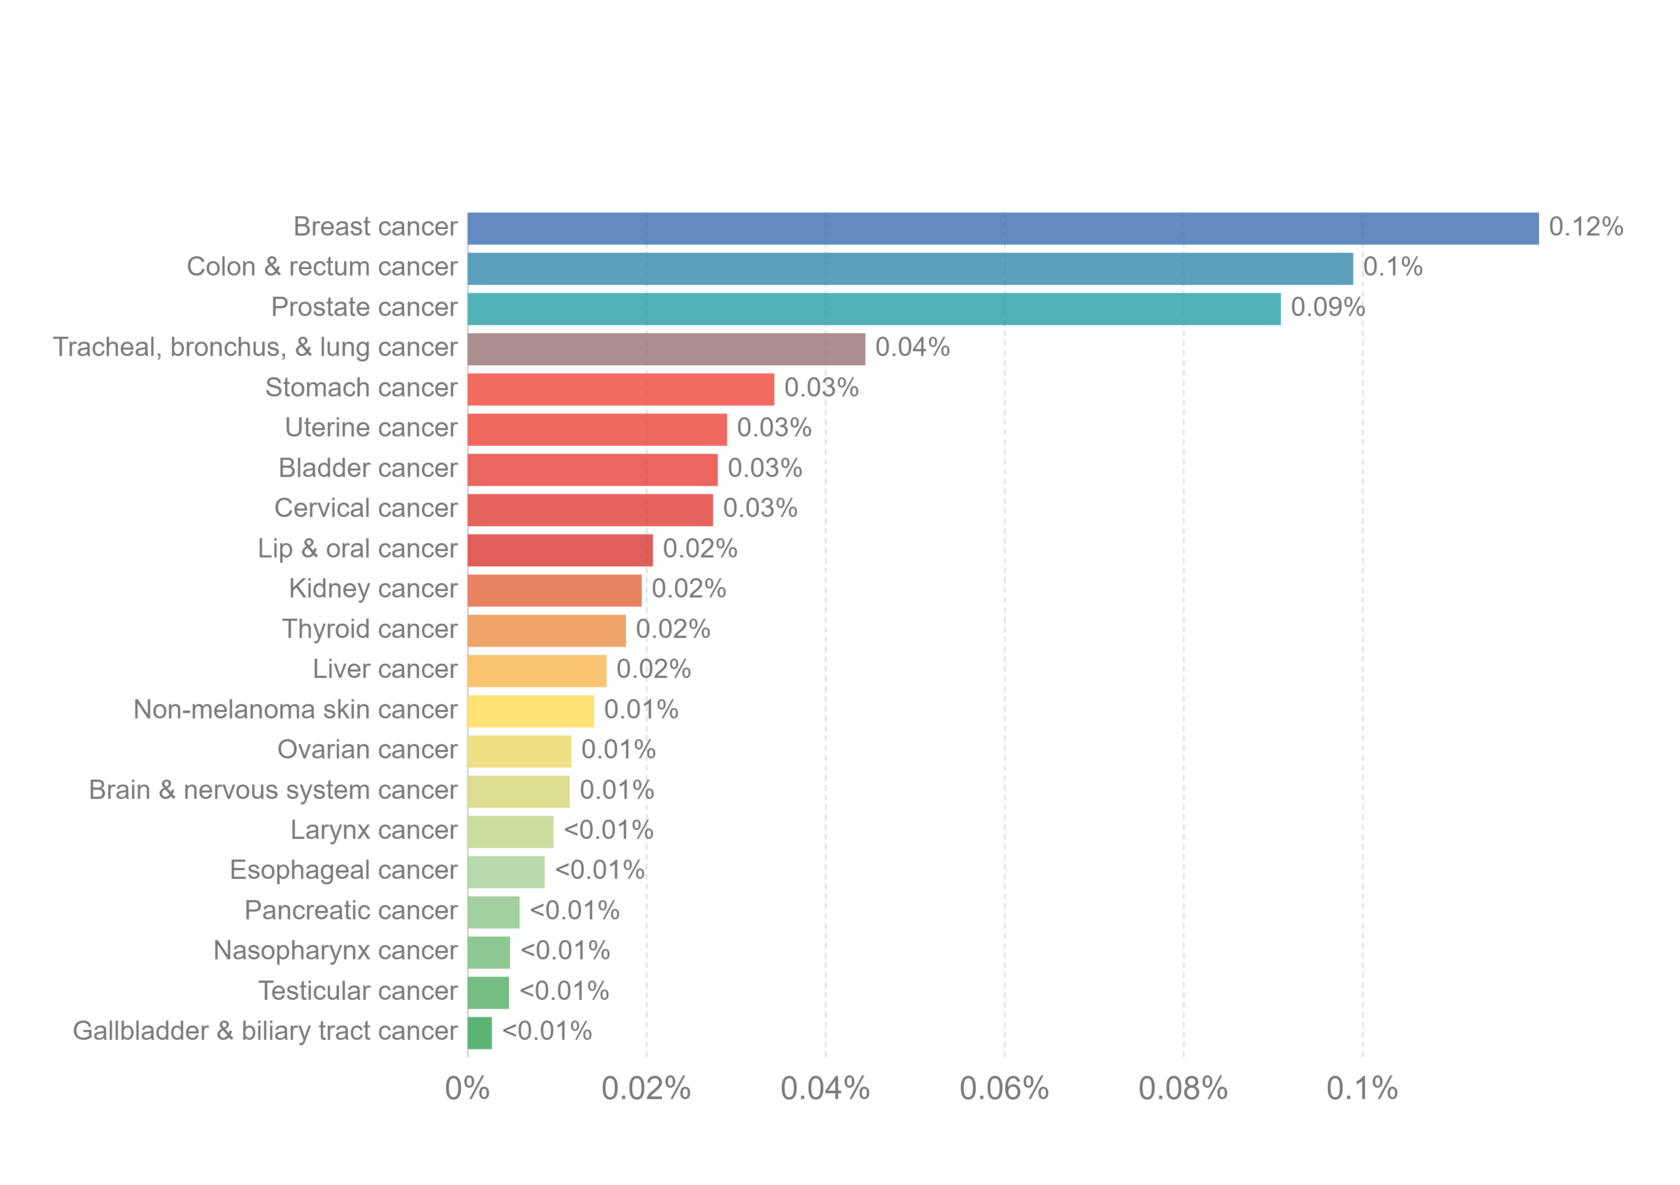 Breast cancer 0.12%
Colon & rectum cancer 0.1%
Prostate cancer 0.09%
Tracheal, bronchus, & lung cancer 0.04%
Stomach cancer 0.03%
Uterine cancer 0.03%
Bladder cancer 0.03%
Cervical cancer 0.03%
Lip & oral cancer 0.02%
Kidney cancer 0.02%
Thyroid cancer 0.02%
Liver cancer 0.02%
Non-melanoma skin cancer 0.01%
Ovarian cancer 0.01%
Brain & nervous system cancer 0.01%
Larynx cancer <0.01%
Esophageal cancer <0.01%
Pancreatic cancer <0.01%
Nasopharynx cancer <0.01%
Testicular cancer <0.01%
Gallbladder & biliary tract cancer <0.01%
0% 0.02% 0.04% 0.06% 0.08% 0.1%